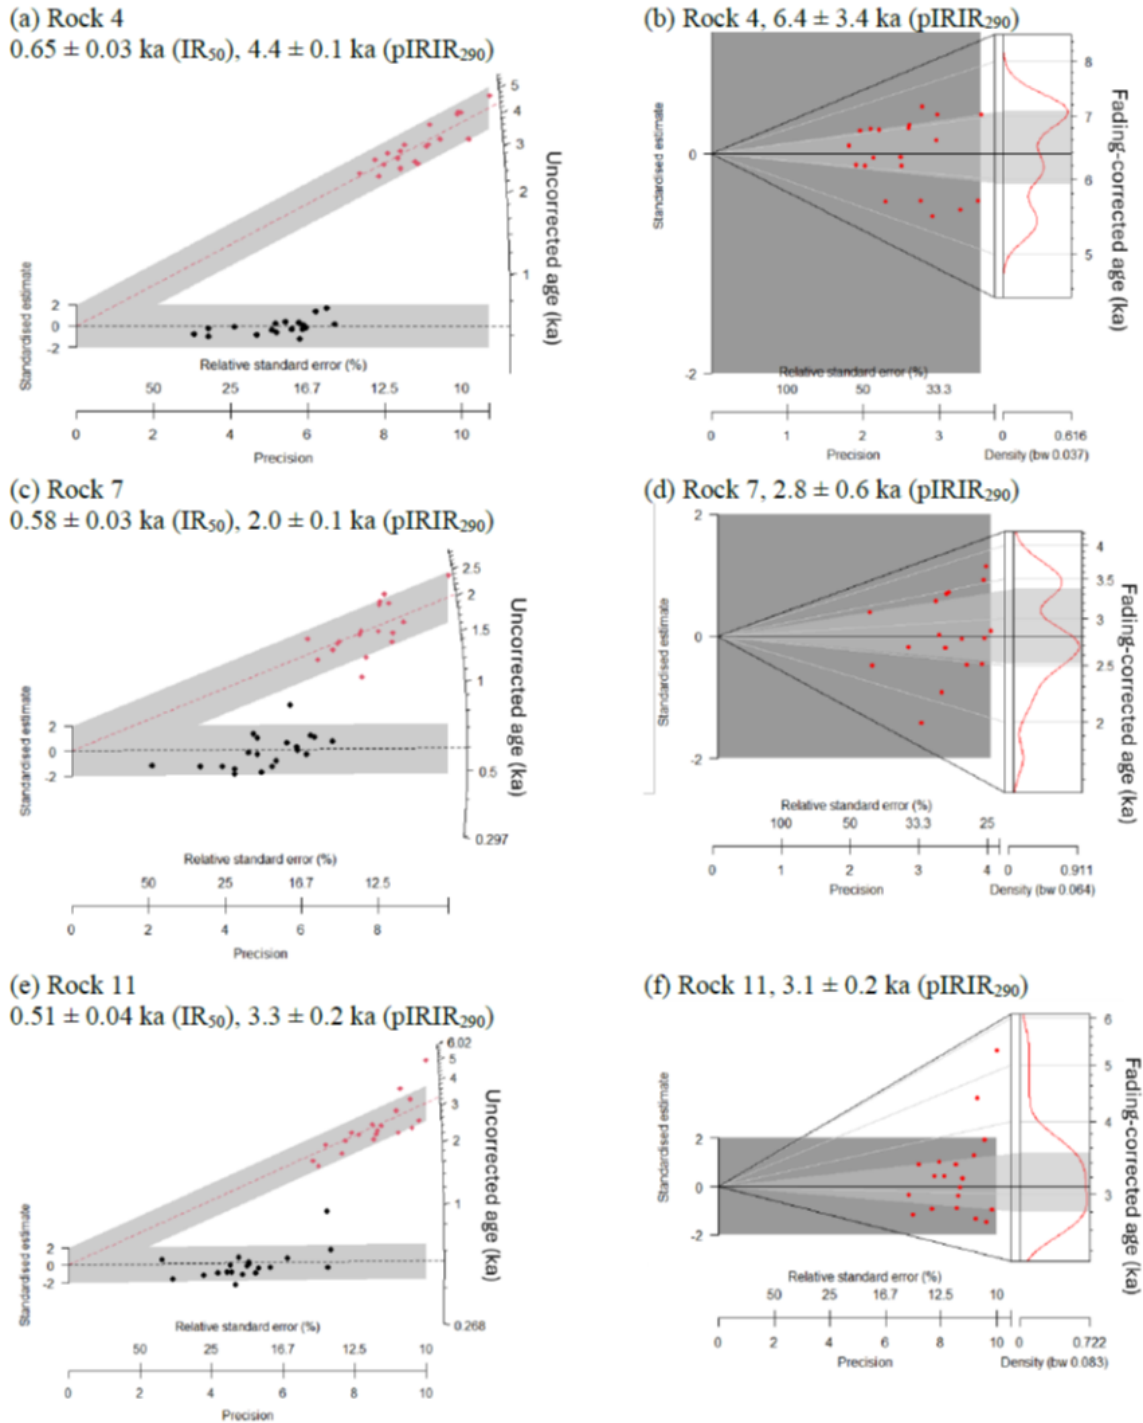 (a) Rock 4
0.65 ± 0.03 ka (IR50), 4.4 ± 0.1 ka (pIRIR290)
5
4
3
2
1
Uncorrected age (ka)
Standardised estimate
2
0
-2
Relative standard error (%)
50 25 16.7 12.5 10
0 2 4 6 8 10
Precision
(b) Rock 4, 6.4 ± 3.4 ka (pIRIR290)
Standardised estimate
0
-2
8
7
6
5
Fading-corrected age (ka)
Relative standard error (%)
100 50 33.3
0 1 2 3 0 0.616
Precision Density (bw 0.037)
(c) Rock 7
0.58 ± 0.03 ka (IR50), 2.0 ± 0.1 ka (pIRIR290)
2.5
2
1.5
1
0.5
0.297
Uncorrected age (ka)
Standardised estimate
2
0
-2
Relative standard error (%)
50 25 16.7 12.5
0 2 4 6 8
Precision
(d) Rock 7, 2.8 ± 0.6 ka (pIRIR290)
Standardised estimate
2
0
-2
4
3.5
3
2.5
2
Fading-corrected age (ka)
Relative standard error (%)
100 50 33.3 25
0 1 2 3 4 0 0.911
Precision Density (bw 0.064)
(e) Rock 11
0.51 ± 0.04 ka (IR50), 3.3 ± 0.2 ka (pIRIR290)
6.02
5
4
3
2
1
0.268
Uncorrected age (ka)
Standardised estimate
2
0
-2
Relative standard error (%)
50 25 16.7 12.5 10
0 2 4 6 8 10
Precision
(f) Rock 11, 3.1 ± 0.2 ka (pIRIR290)
Standardised estimate
2
0
-2
6
5
4
3
Fading-corrected age (ka)
Relative standard error (%)
50 25 16.7 12.5 10
0 2 4 6 8 10 0 0.722
Precision Density (bw 0.083)